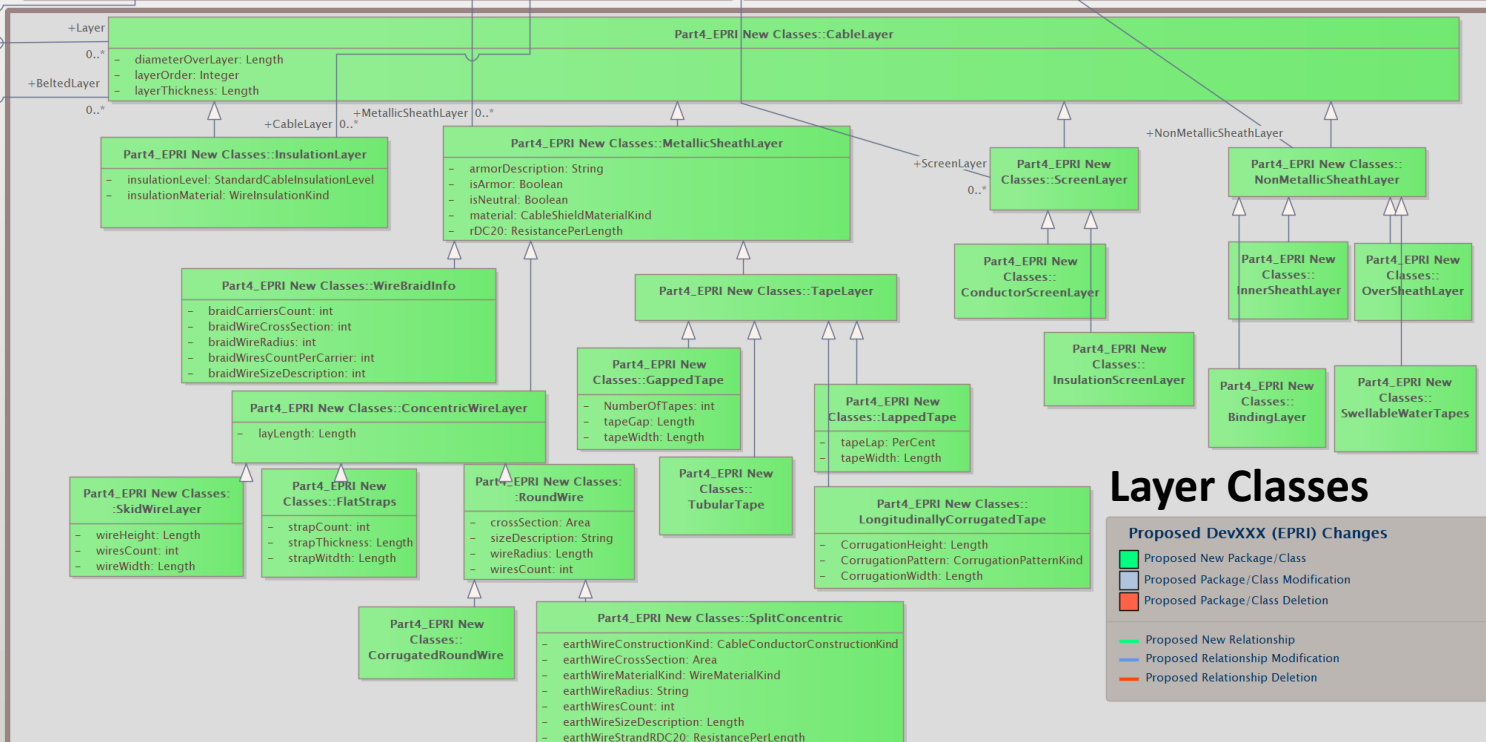 +Layer
0..*
+BeltedLayer
0..*
Part4_EPRI New Classes::CableLayer
- diameterOverLayer: Length
- layerOrder: Integer
- layerThickness: Length
+CableLayer 0..*
+MetallicSheathLayer 0..*
+ScreenLayer
0..*
+NonMetallicSheathLayer
Part4_EPRI New Classes::InsulationLayer
- insulationLevel: StandardCableInsulationLevel
- insulationMaterial: WireInsulationKind
Part4_EPRI New Classes::MetallicSheathLayer
- armorDescription: String
- isArmor: Boolean
- isNeutral: Boolean
- material: CableShieldMaterialKind
- rDC20: ResistancePerLength
Part4_EPRI New
Classes::ScreenLayer
Part4_EPRI New Classes::
NonMetallicSheathLayer
Part4_EPRI New Classes::WireBraidInfo
- braidCarriersCount: int
- braidWireCrossSection: int
- braidWireRadius: int
- braidWiresCountPerCarrier: int
- braidWireSizeDescription: int
Part4_EPRI New Classes::TapeLayer
Part4_EPRI New
Classes::
ConductorScreenLayer
Part4_EPRI New
Classes::
InnerSheathLayer
Part4_EPRI New
Classes::
OverSheathLayer
Part4_EPRI New
Classes::GappedTape
- NumberOfTapes: int
- tapeGap: Length
- tapeWidth: Length
Part4_EPRI New
Classes::LappedTape
- tapeLap: PerCent
- tapeWidth: Length
Part4_EPRI New
Classes::
InsulationScreenLayer
Part4_EPRI New
Classes::
BindingLayer
Part4_EPRI New
Classes::
SwellableWaterTapes
Part4_EPRI New Classes::ConcentricWireLayer
- layLength: Length
Part4_EPRI New Classes:
:SkidWireLayer
- wireHeight: Length
- wiresCount: int
- wireWidth: Length
Part4_EPRI New
Classes::FlatStraps
- strapCount: int
- strapThickness: Length
- strapWitdth: Length
Part4_EPRI New Classes:
:RoundWire
- crossSection: Area
- sizeDescription: String
- wireRadius: Length
- wiresCount: int
Part4_EPRI New
Classes::
TubularTape
Part4_EPRI New Classes::
LongitudinallyCorrugatedTape
- CorrugationHeight: Length
- CorrugationPattern: CorrugationPatternKind
- CorrugationWidth: Length
Part4_EPRI New
Classes::
CorrugatedRoundWire
Part4_EPRI New Classes::SplitConcentric
- earthWireConstructionKind: CableConductorConstructionKind
- earthWireCrossSection: Area
- earthWireMaterialKind: WireMaterialKind
- earthWireRadius: String
- earthWiresCount: int
- earthWireSizeDescription: Length
- earthWireStrandRDC20: ResistancePerLength
Layer Classes
Proposed DevXXX (EPRI) Changes
Proposed New Package/Class
Proposed Package/Class Modification
Proposed Package/Class Deletion
Proposed New Relationship
Proposed Relationship Modification
Proposed Relationship Deletion